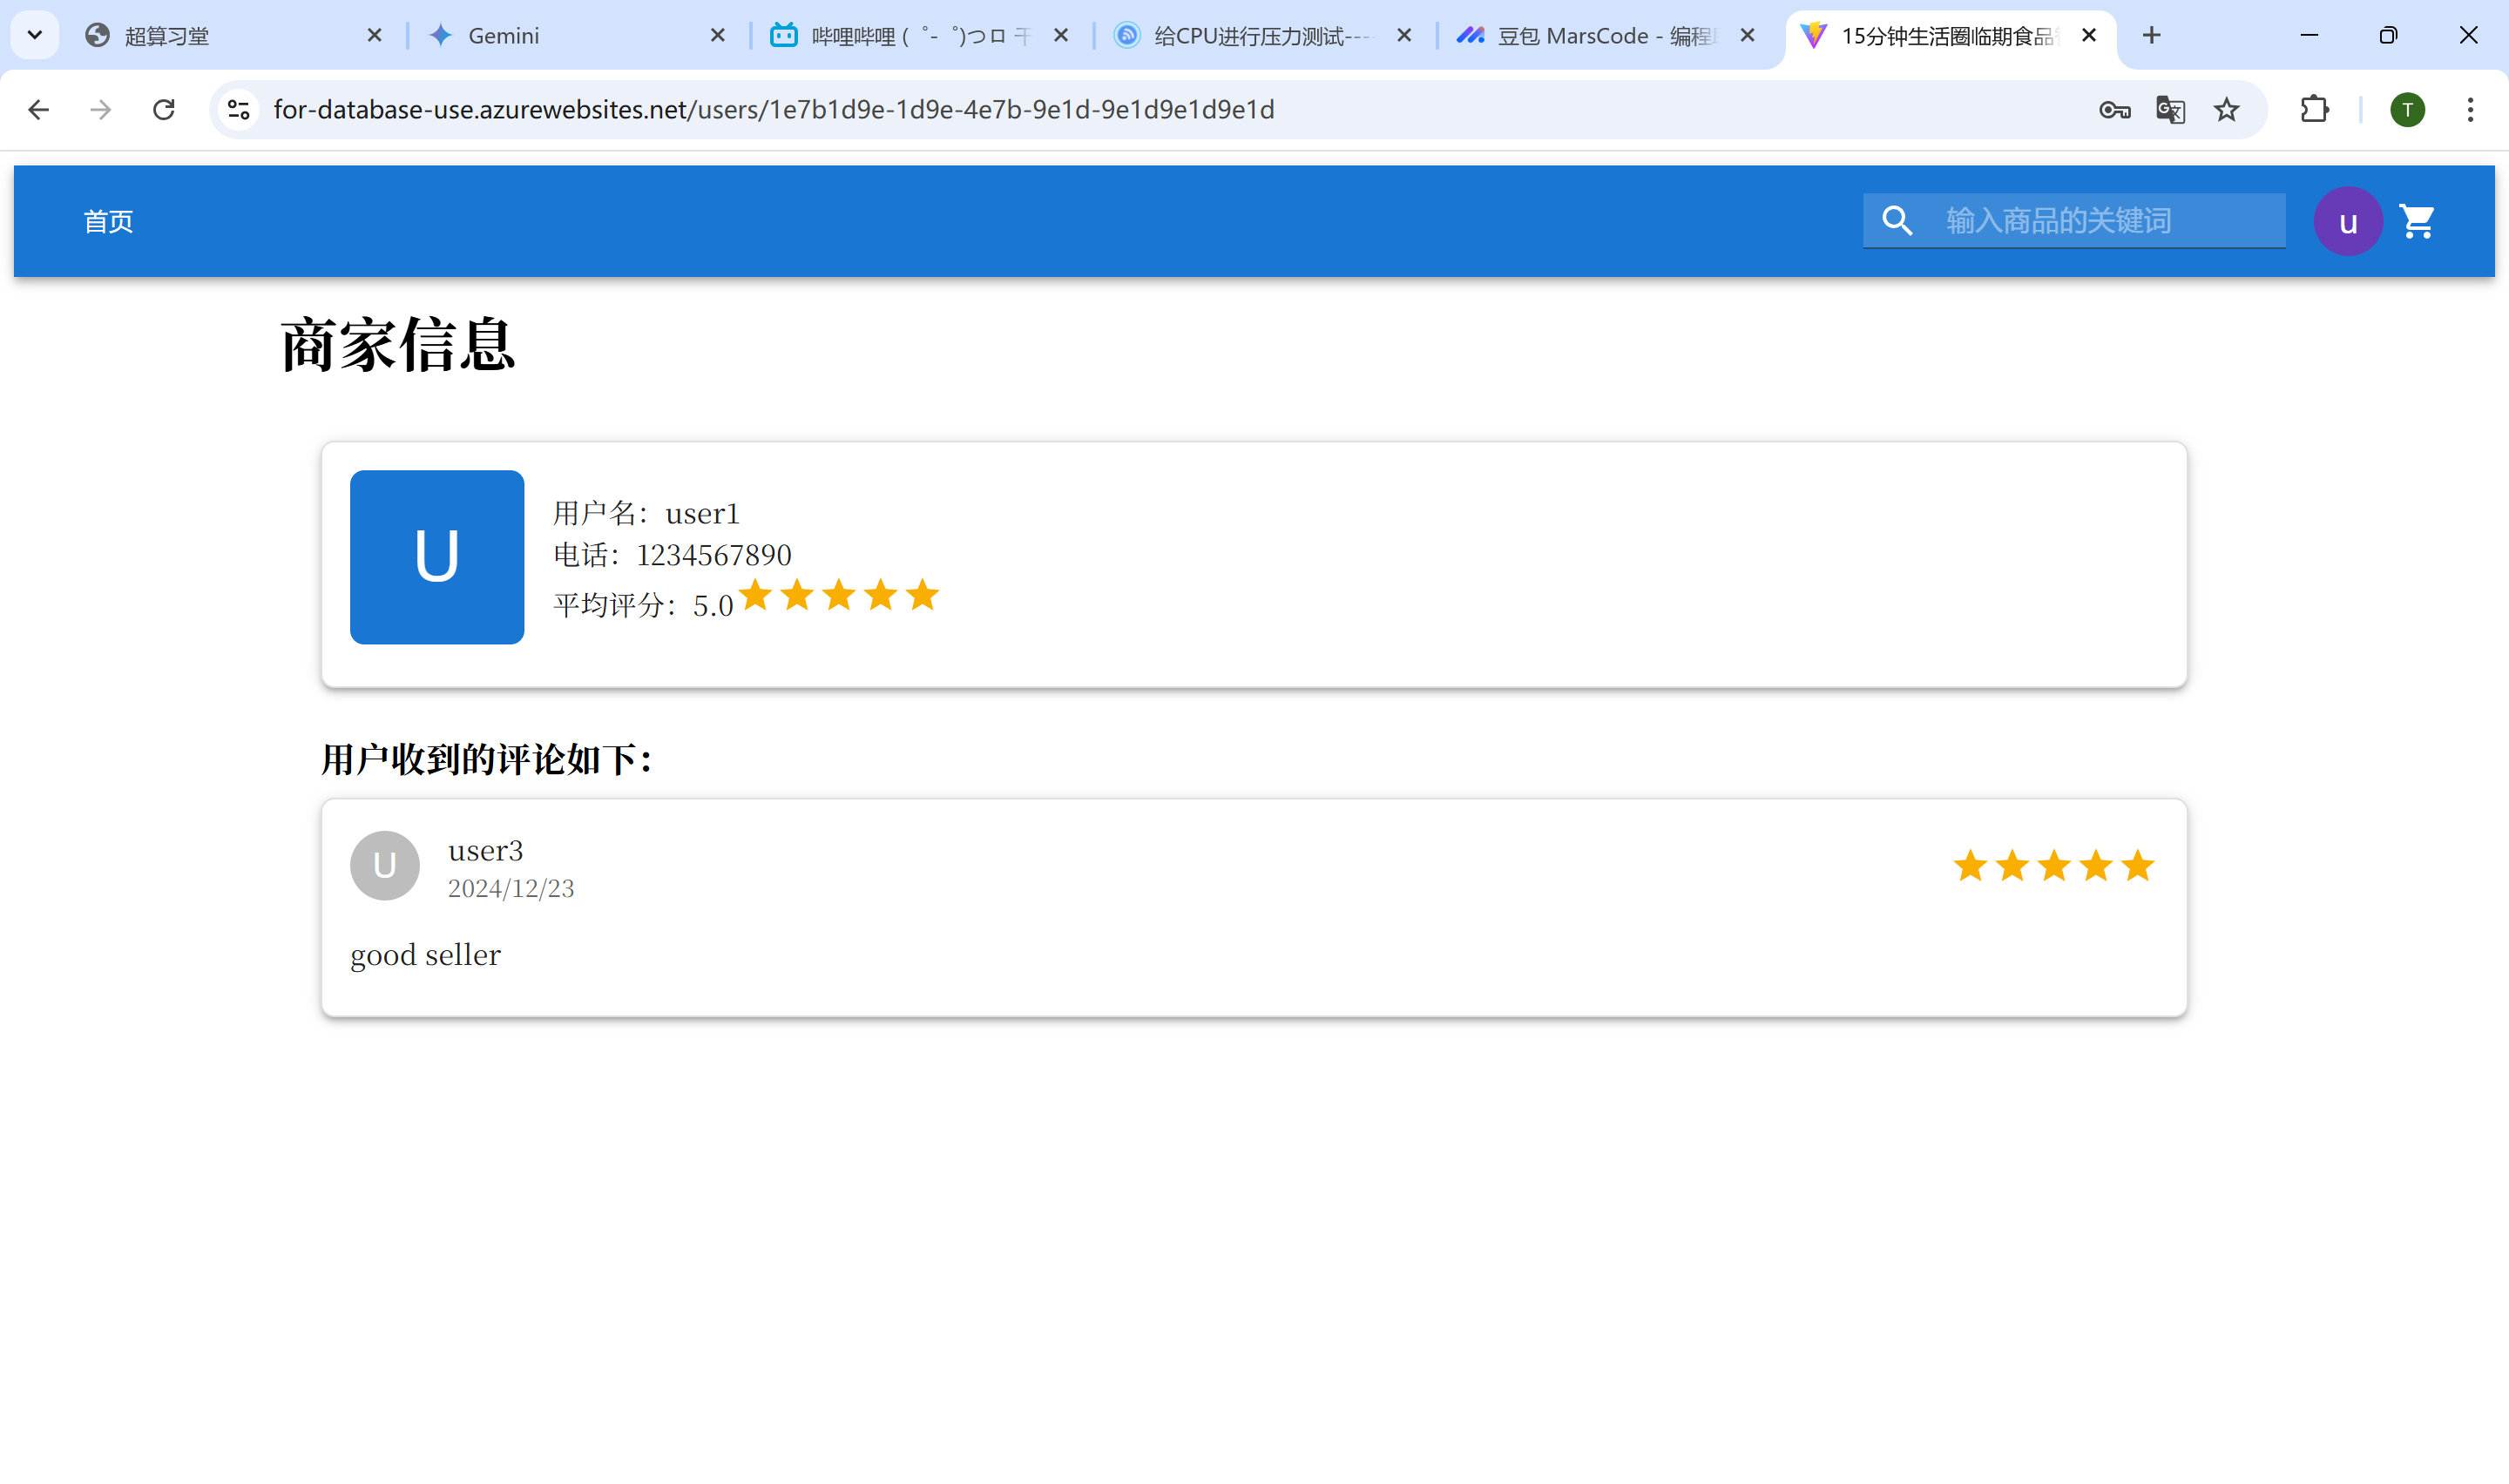 超算习堂
Gemini
哔哩哔哩 ( ゜- ゜)つロ 干
给CPU进行压力测试----
豆包 MarsCode - 编程
15分钟生活圈临期食品
for-database-use.azurewebsites.net/users/1e7b1d9e-1d9e-4e7b-9e1d-9e1d9e1d9e1d
T
首页
输入商品的关键词
u
商家信息
U
用户名：user1
电话：1234567890
平均评分：5.0
用户收到的评论如下：
U
user3
2024/12/23
good seller